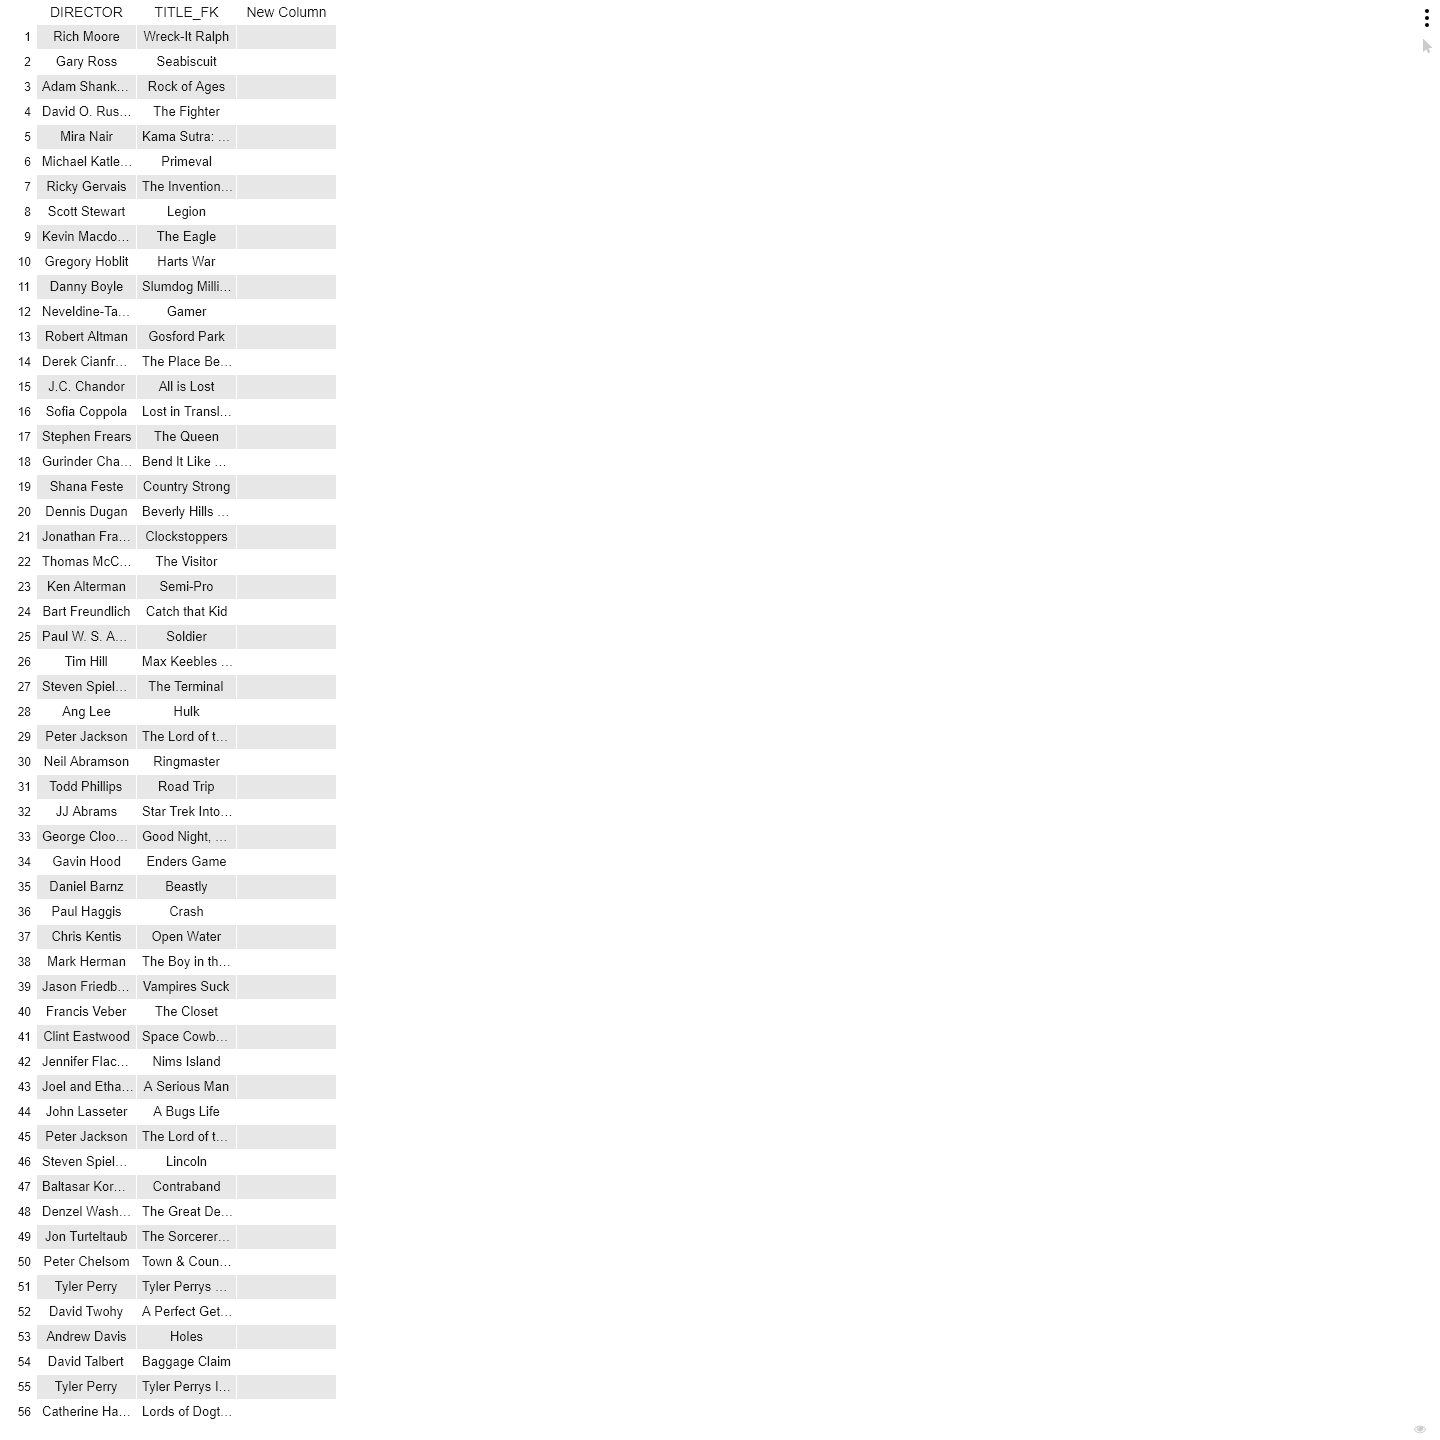 DIRECTOR TITLE_FK New Column
1 Rich Moore Wreck-It Ralph
2 Gary Ross Seabiscuit
3 Adam Shank... Rock of Ages
4 David O. Rus... The Fighter
5 Mira Nair Kama Sutra: ...
6 Michael Katle... Primeval
7 Ricky Gervais The Invention...
8 Scott Stewart Legion
9 Kevin Macdo... The Eagle
10 Gregory Hoblit Harts War
11 Danny Boyle Slumdog Milli...
12 Neveldine-Ta... Gamer
13 Robert Altman Gosford Park
14 Derek Cianfr... The Place Be...
15 J.C. Chandor All is Lost
16 Sofia Coppola Lost in Transl...
17 Stephen Frears The Queen
18 Gurinder Cha... Bend It Like ...
19 Shana Feste Country Strong
20 Dennis Dugan Beverly Hills ...
21 Jonathan Fra... Clockstoppers
22 Thomas McC... The Visitor
23 Ken Alterman Semi-Pro
24 Bart Freundlich Catch that Kid
25 Paul W. S. A... Soldier
26 Tim Hill Max Keebles ...
27 Steven Spiel... The Terminal
28 Ang Lee Hulk
29 Peter Jackson The Lord of t...
30 Neil Abramson Ringmaster
31 Todd Phillips Road Trip
32 JJ Abrams Star Trek Into...
33 George Cloo... Good Night, ...
34 Gavin Hood Enders Game
35 Daniel Barnz Beastly
36 Paul Haggis Crash
37 Chris Kentis Open Water
38 Mark Herman The Boy in th...
39 Jason Friedb... Vampires Suck
40 Francis Veber The Closet
41 Clint Eastwood Space Cowb...
42 Jennifer Flac... Nims Island
43 Joel and Etha... A Serious Man
44 John Lasseter A Bugs Life
45 Peter Jackson The Lord of t...
46 Steven Spiel... Lincoln
47 Baltasar Kor... Contraband
48 Denzel Wash... The Great De...
49 Jon Turteltaub The Sorcerer...
50 Peter Chelsom Town & Coun...
51 Tyler Perry Tyler Perrys ...
52 David Twohy A Perfect Get...
53 Andrew Davis Holes
54 David Talbert Baggage Claim
55 Tyler Perry Tyler Perrys I...
56 Catherine Ha... Lords of Dogt...